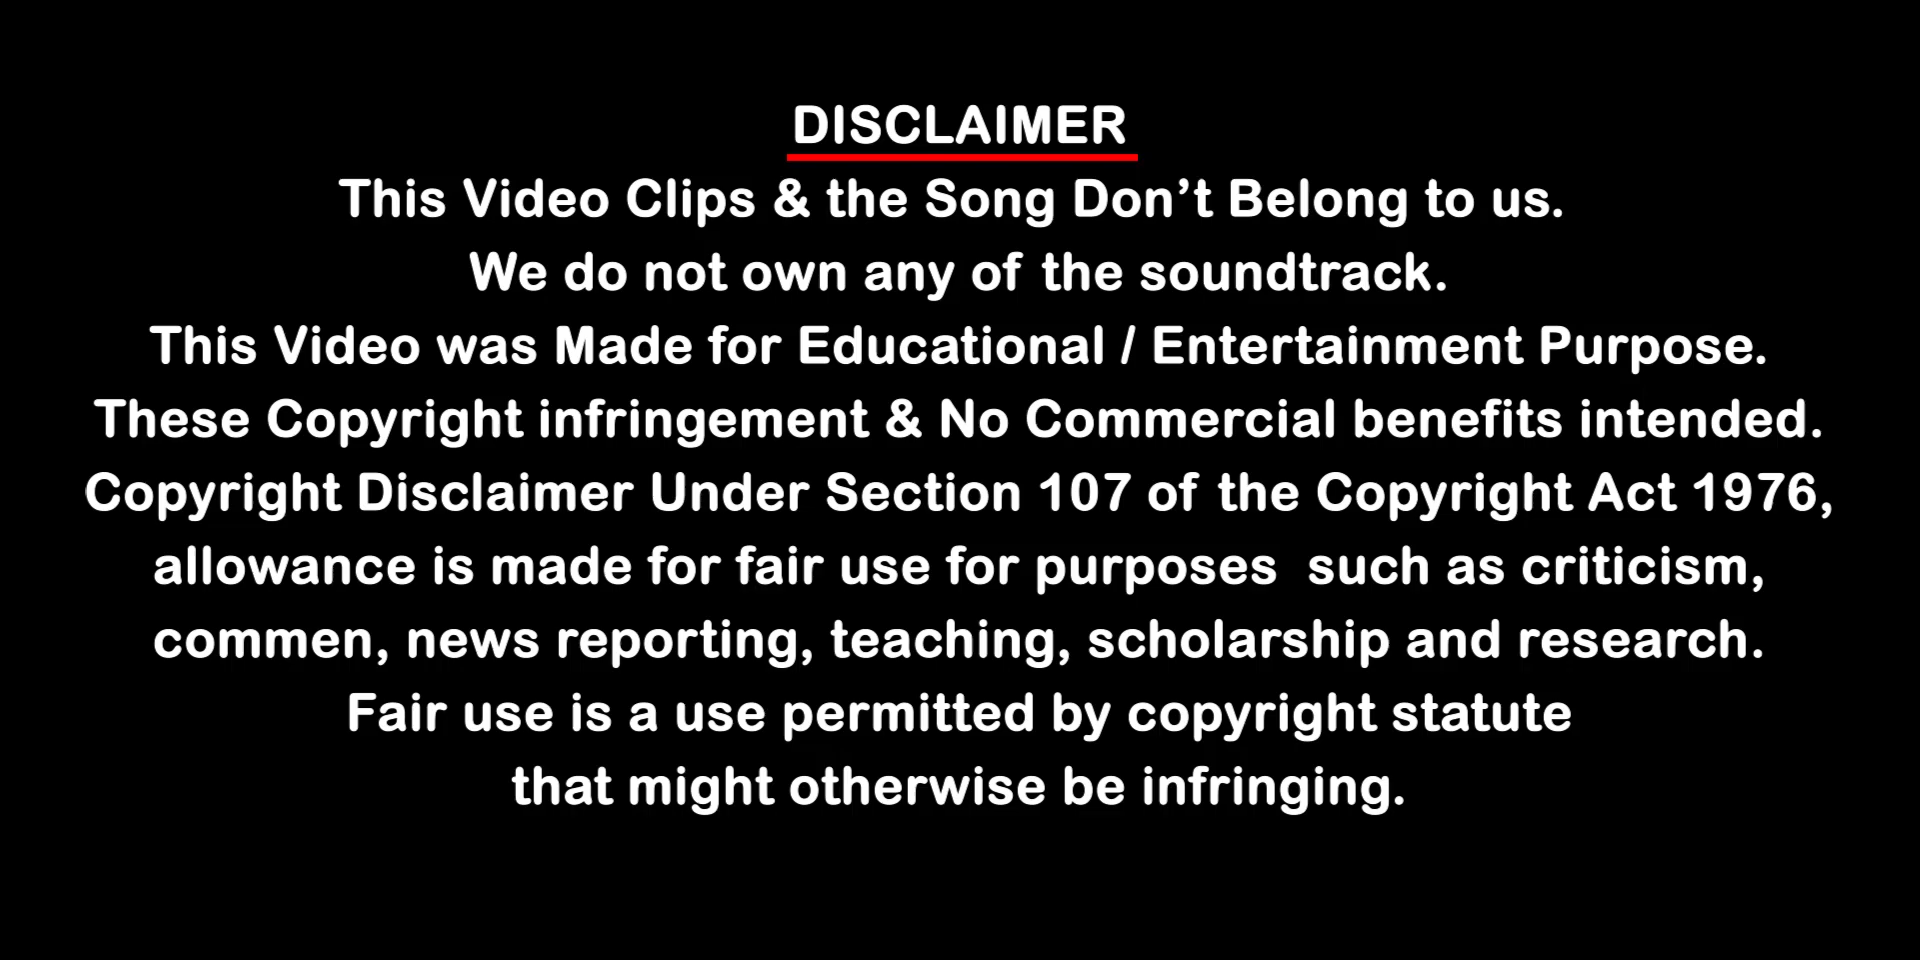 DISCLAIMER
This Video Clips & the Song Don’t Belong to us.
We do not own any of the soundtrack.
This Video was Made for Educational / Entertainment Purpose.
These Copyright infringement & No Commercial benefits intended.
Copyright Disclaimer Under Section 107 of the Copyright Act 1976,
allowance is made for fair use for purposes such as criticism,
commen, news reporting, teaching, scholarship and research.
Fair use is a use permitted by copyright statute
that might otherwise be infringing.